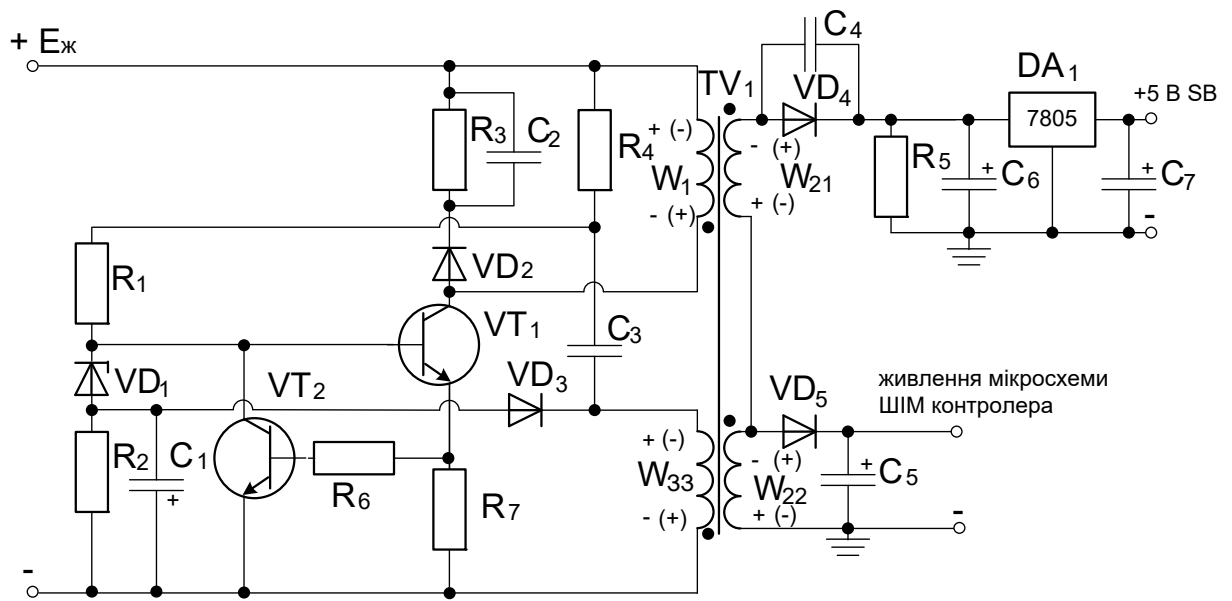 + Eж
C4
TV1
VD4
DA1
+5 В SB
7805
R3
C2
R4
+ (-)
W1
- (+)
- (+)
W21
+ (-)
R5
+
C6
+
C7
-
R1
VD2
VT1
C3
VD1
VT2
VD3
VD5
живлення мікросхеми
ШІМ контролера
R2
C1
+
R6
R7
+ (-)
W33
- (+)
- (+)
W22
+ (-)
+
C5
-
-